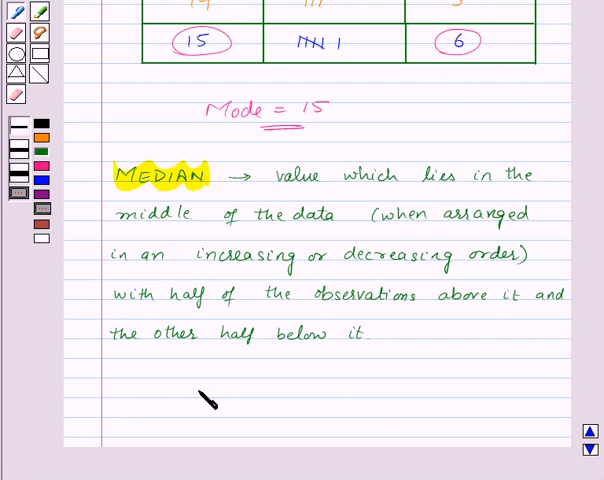 15 6
Mode = 15
MEDIAN → value which lies in the
middle of the data (when arranged
in an increasing or decreasing order)
with half of the observations above it and
the other half below it.